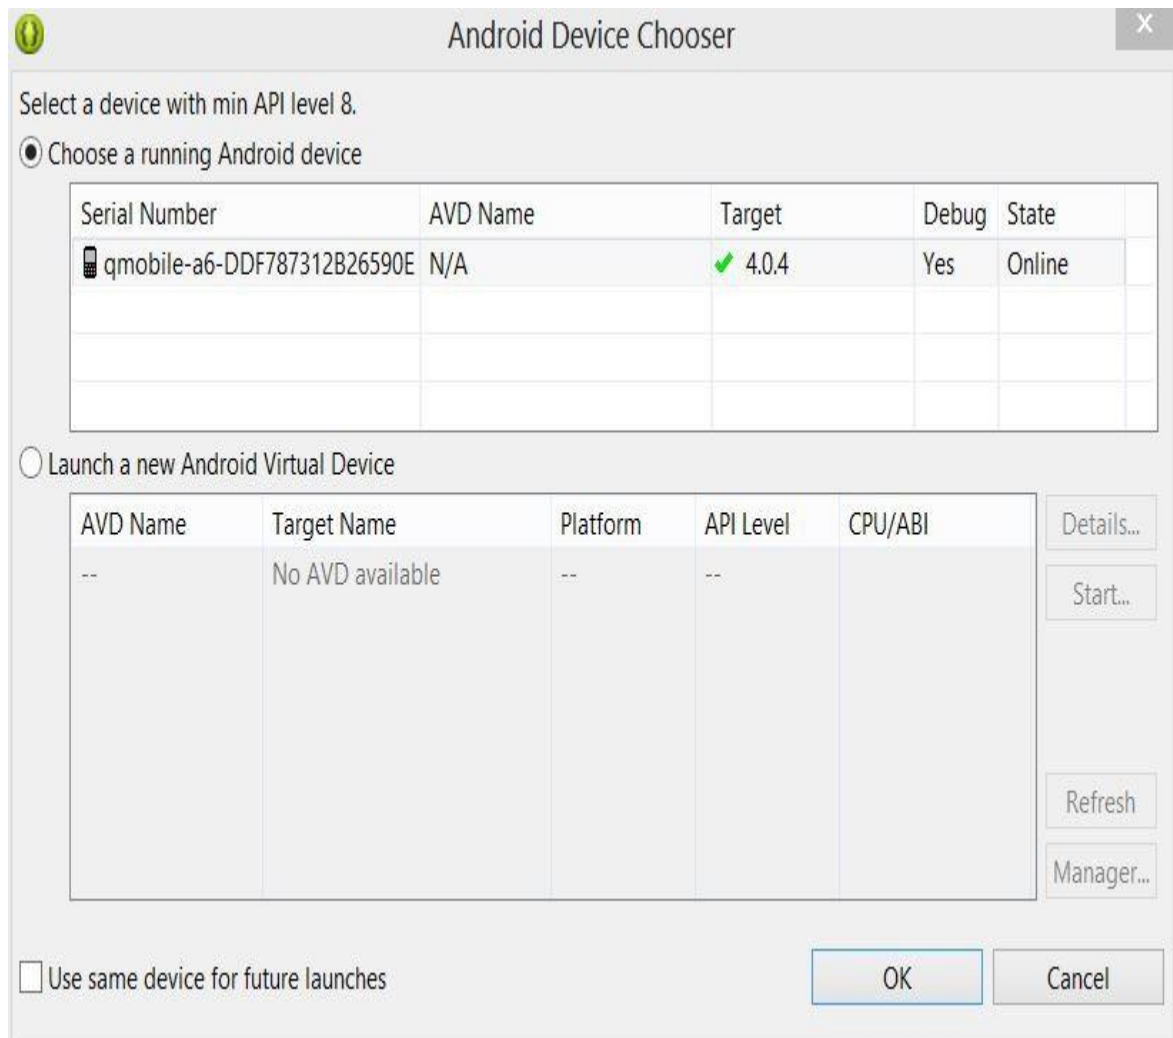 Android Device Chooser
X
Select a device with min API level 8.
Choose a running Android device
Serial Number AVD Name Target Debug State
qmobile-a6-DDF787312B26590E N/A 4.0.4 Yes Online
Launch a new Android Virtual Device
AVD Name Target Name Platform API Level CPU/ABI Details...
-- No AVD available -- --
Start...
Refresh
Manager...
Use same device for future launches OK Cancel